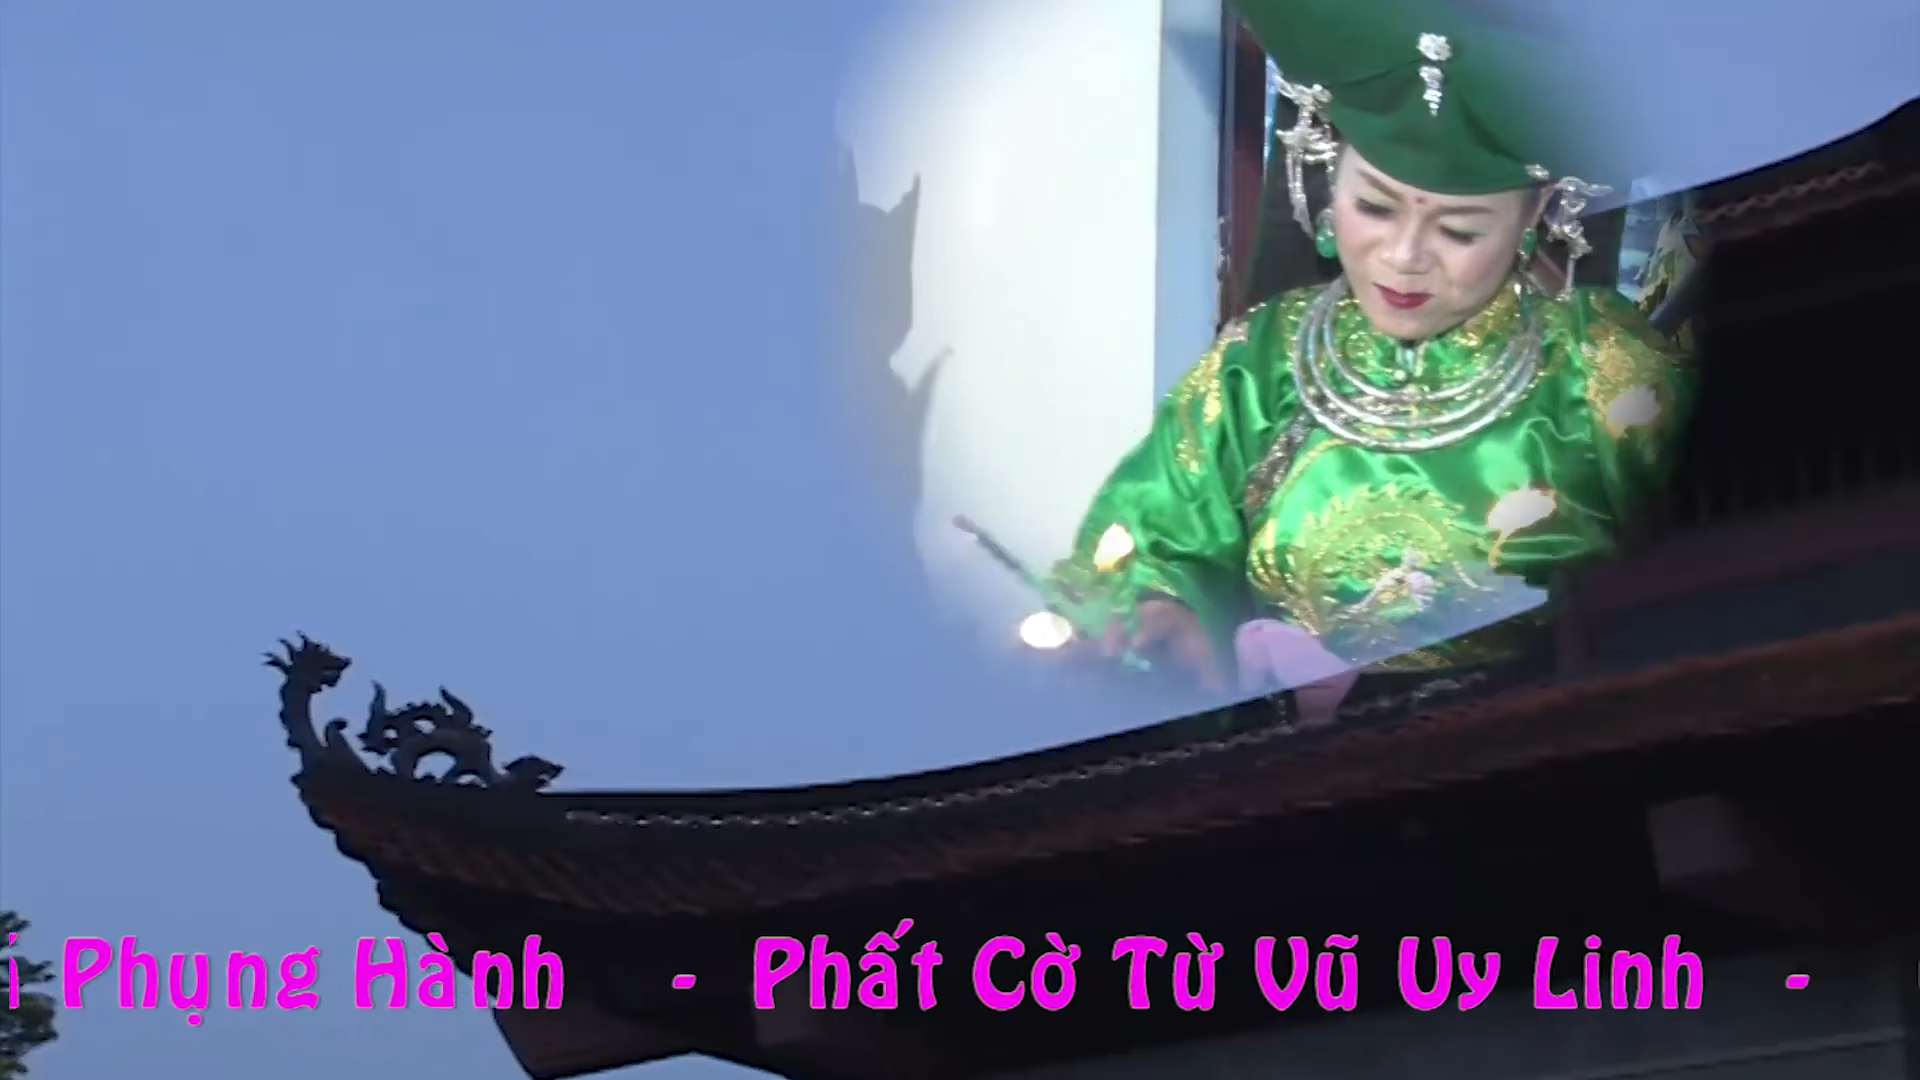 Phụng Hành - Phất Cờ Từ Vũ Uy Linh -